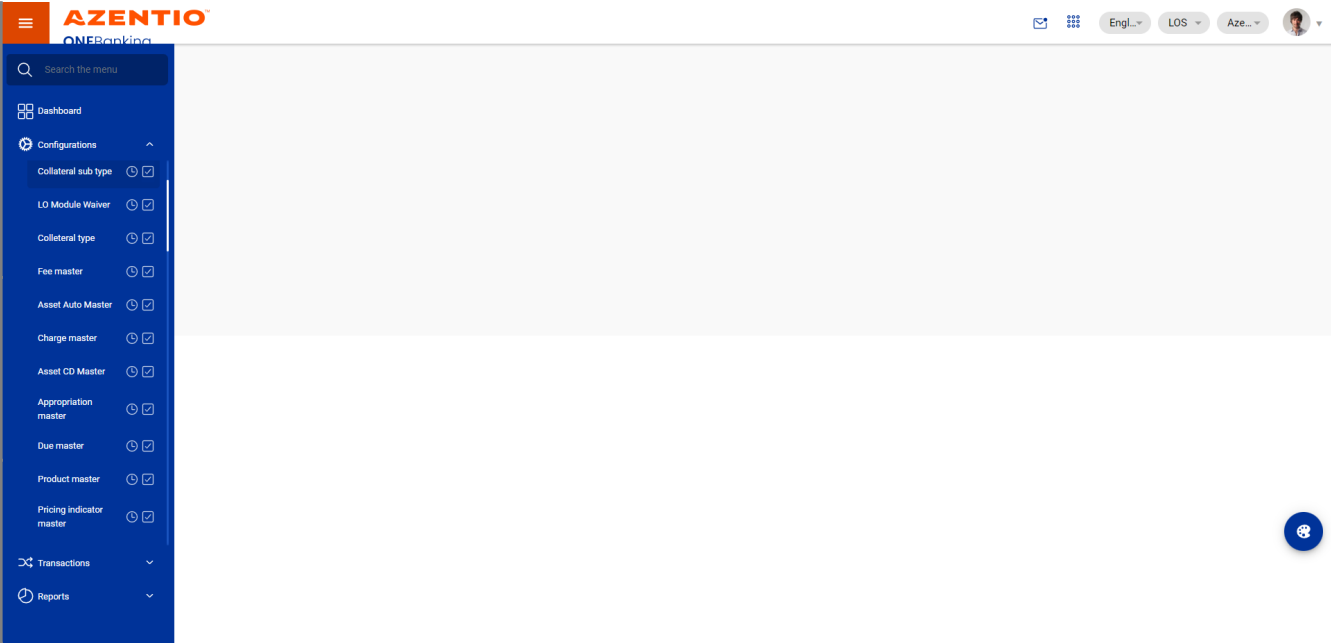 AZENTIO™
ONEBanking
Engl...
LOS
Aze...
Search the menu
Dashboard
Configurations
Collateral sub type
LO Module Waiver
Colleteral type
Fee master
Asset Auto Master
Charge master
Asset CD Master
Appropriation
master
Due master
Product master
Pricing indicator
master
Transactions
Reports